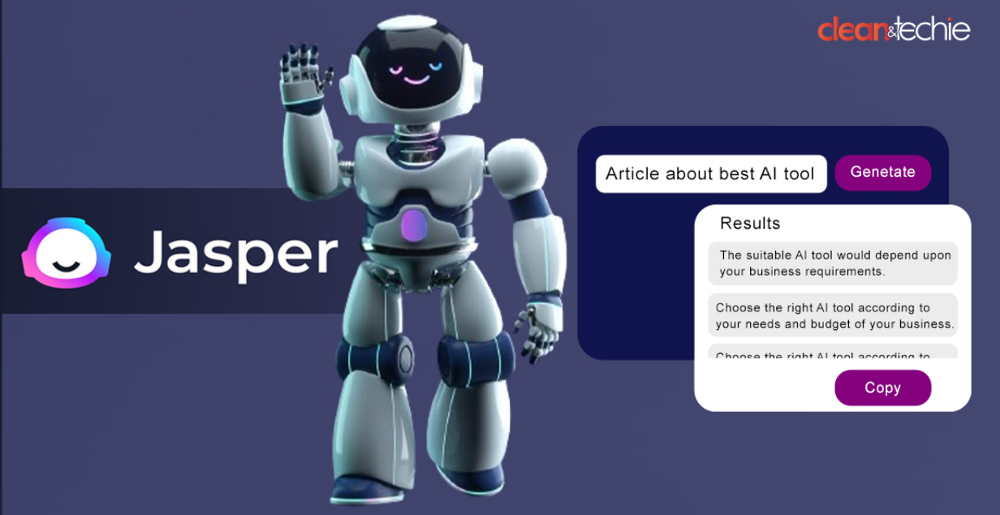 clean&techie
Jasper
Article about best AI tool
Genetate
Results
The suitable AI tool would depend upon
your business requirements.
Choose the right AI tool according to
your needs and budget of your business.
Choose the right AI tool according to
Copy